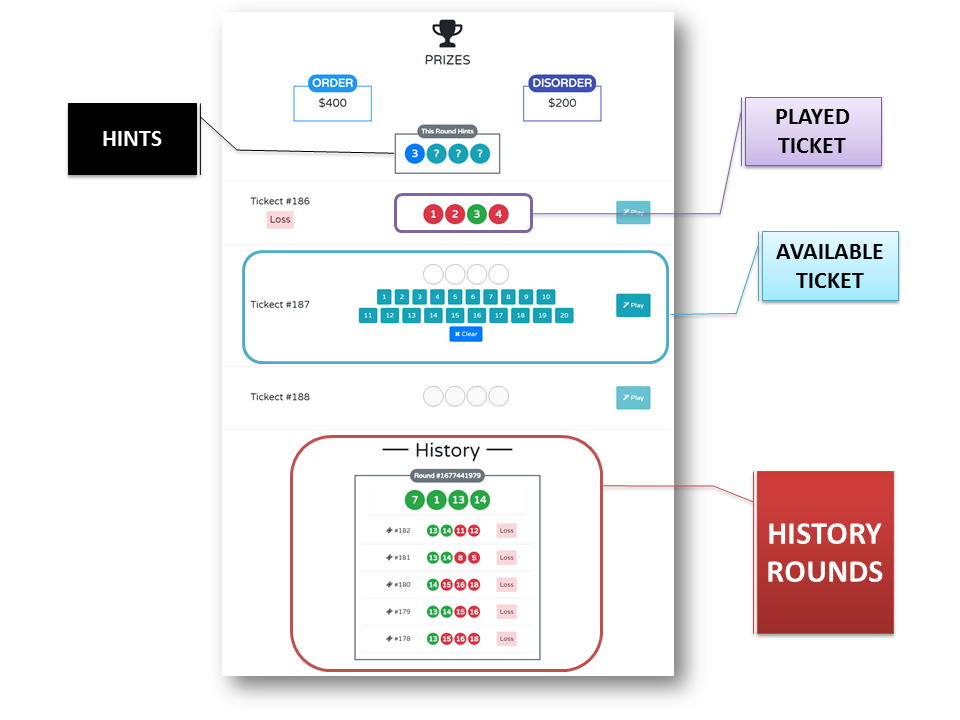 PRIZES
ORDER
$400
DISORDER
$200
This Round Hints
3 ? ? ?
HINTS
PLAYED
TICKET
Tickect #186
Loss
1 2 3 4
Play
AVAILABLE
TICKET
Tickect #187
1 2 3 4 5 6 7 8 9 10
11 12 13 14 15 16 17 18 19 20
Clear
Play
Tickect #188
Play
History
Round #1677441979
7 1 13 14
#182 13 14 11 12 Loss
#181 13 14 8 5 Loss
#180 14 15 16 18 Loss
#179 13 14 15 16 Loss
#178 13 15 16 18 Loss
HISTORY
ROUNDS